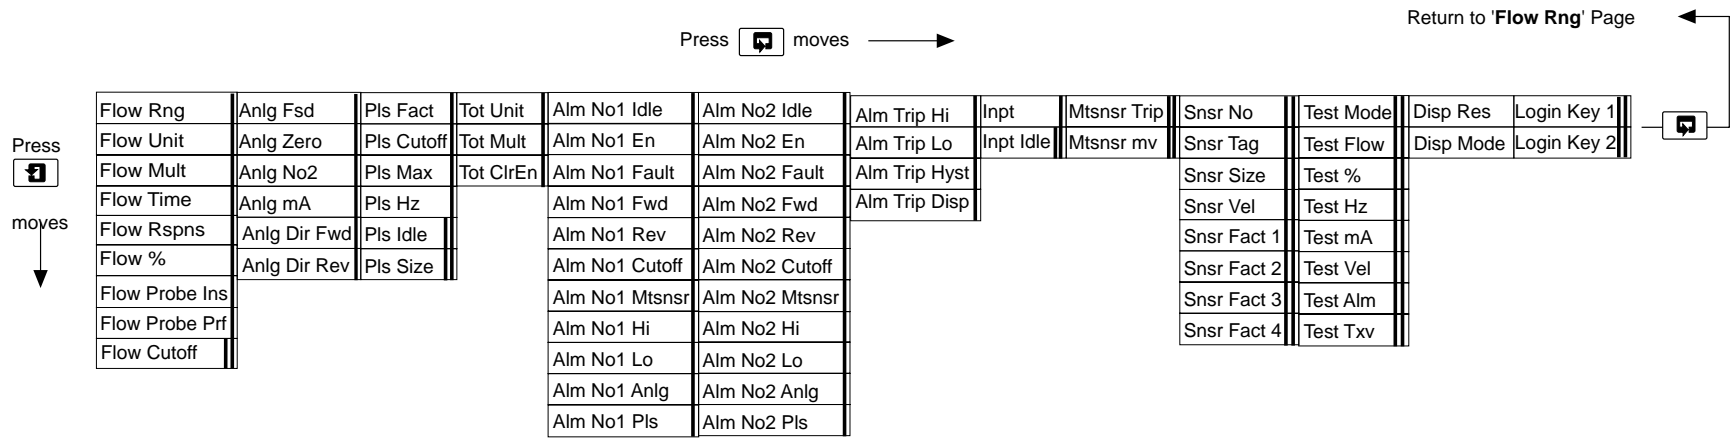 Return to 'Flow Rng' Page
Press moves
Press
moves
Flow Rng
Flow Unit
Flow Mult
Flow Time
Flow Rspns
Flow %
Flow Probe Ins
Flow Probe Prf
Flow Cutoff
Anlg Fsd
Anlg Zero
Anlg No2
Anlg mA
Anlg Dir Fwd
Anlg Dir Rev
Pls Fact
Pls Cutoff
Pls Max
Pls Hz
Pls Idle
Pls Size
Tot Unit
Tot Mult
Tot ClrEn
Alm No1 Idle
Alm No1 En
Alm No1 Fault
Alm No1 Fwd
Alm No1 Rev
Alm No1 Cutoff
Alm No1 Mtsnsr
Alm No1 Hi
Alm No1 Lo
Alm No1 Anlg
Alm No1 Pls
Alm No2 Idle
Alm No2 En
Alm No2 Fault
Alm No2 Fwd
Alm No2 Rev
Alm No2 Cutoff
Alm No2 Mtsnsr
Alm No2 Hi
Alm No2 Lo
Alm No2 Anlg
Alm No2 Pls
Alm Trip Hi
Alm Trip Lo
Alm Trip Hyst
Alm Trip Disp
Inpt
Inpt Idle
Mtsnsr Trip
Mtsnsr mv
Snsr No
Snsr Tag
Snsr Size
Snsr Vel
Snsr Fact 1
Snsr Fact 2
Snsr Fact 3
Snsr Fact 4
Test Mode
Test Flow
Test %
Test Hz
Test mA
Test Vel
Test Alm
Test Txv
Disp Res
Disp Mode
Login Key 1
Login Key 2